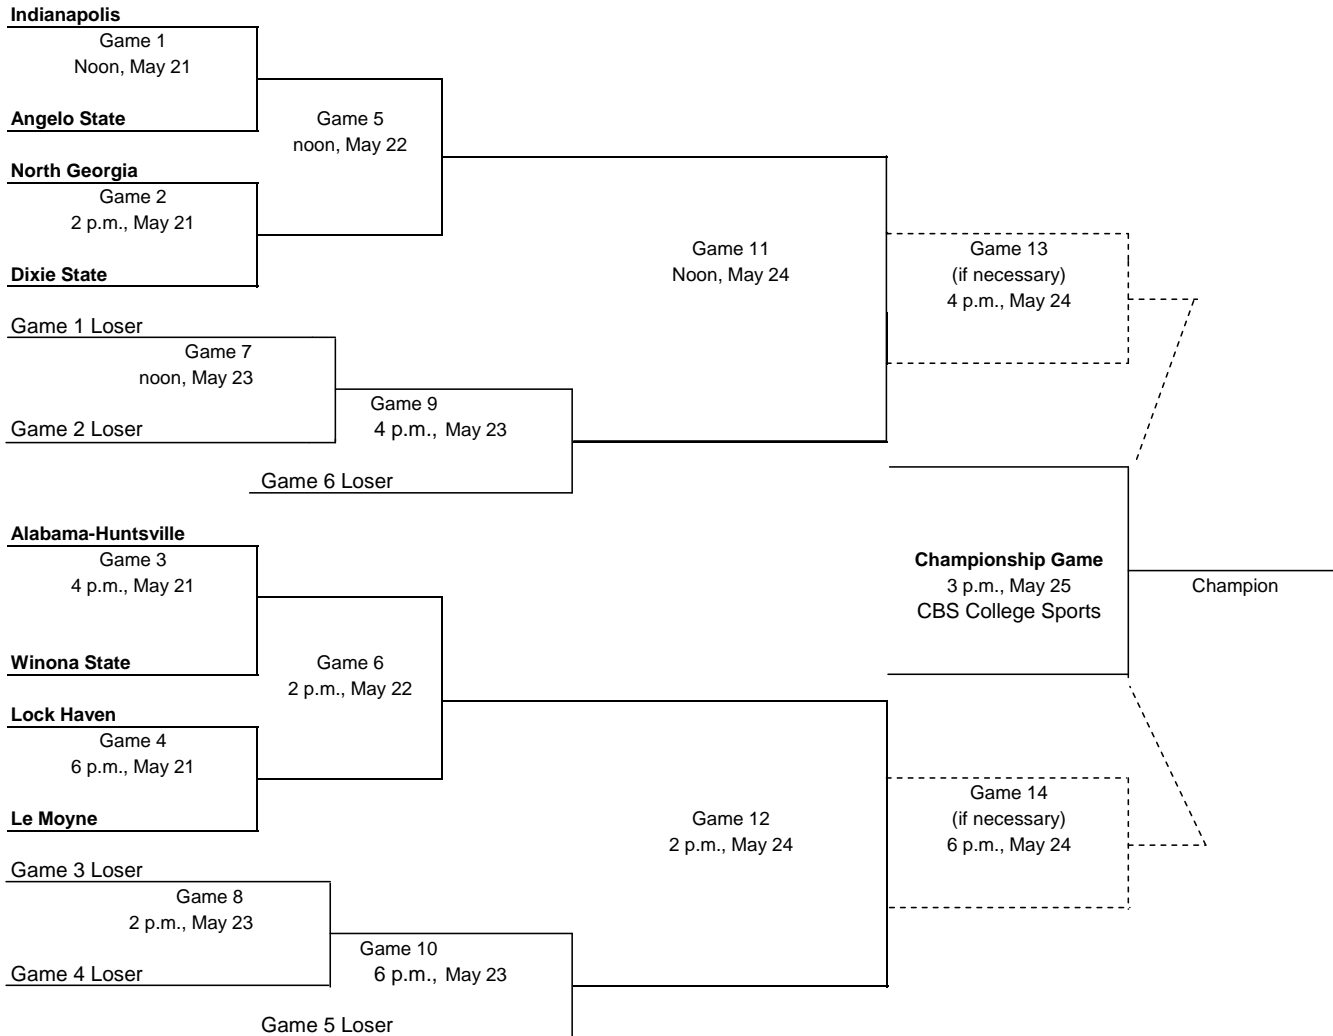 Indianapolis
Game 1
Noon, May 21
Angelo State
Game 5
noon, May 22
North Georgia
Game 2
2 p.m., May 21
Dixie State
Game 11
Noon, May 24
Game 13
(if necessary)
4 p.m., May 24
Game 1 Loser
Game 7
noon, May 23
Game 2 Loser
Game 9
4 p.m., May 23
Game 6 Loser
Alabama-Huntsville
Game 3
4 p.m., May 21
Winona State
Game 6
2 p.m., May 22
Championship Game
3 p.m., May 25
CBS College Sports
Champion
Lock Haven
Game 4
6 p.m., May 21
Le Moyne
Game 12
2 p.m., May 24
Game 14
(if necessary)
6 p.m., May 24
Game 3 Loser
Game 8
2 p.m., May 23
Game 4 Loser
Game 10
6 p.m., May 23
Game 5 Loser